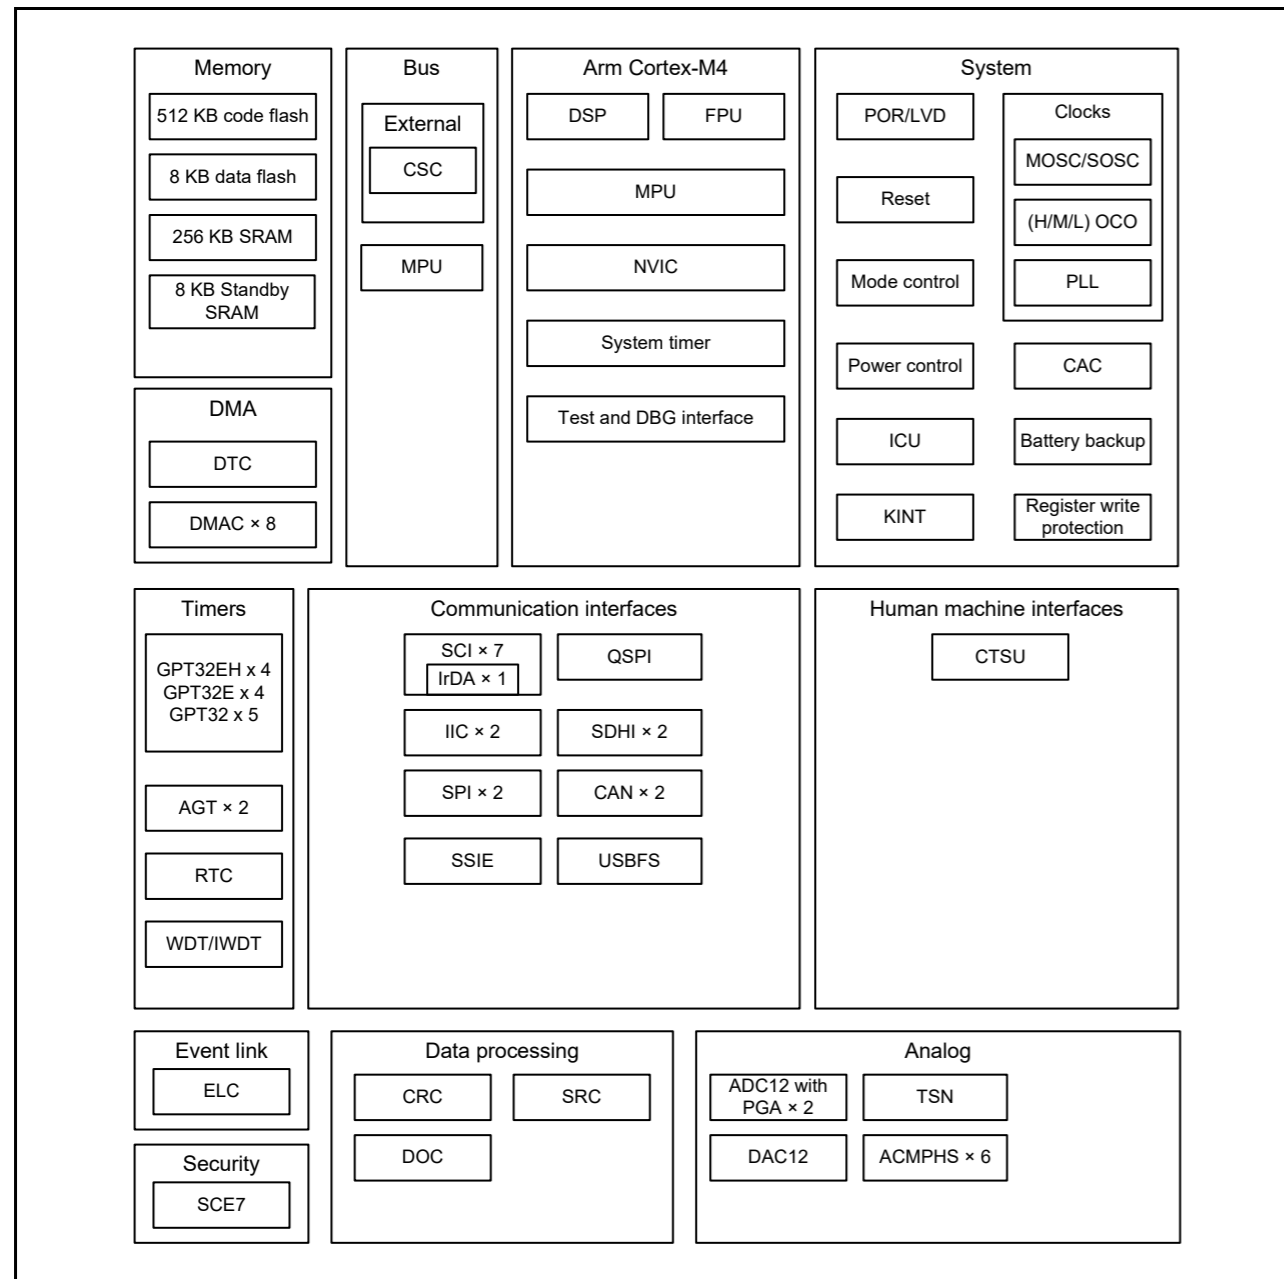 Memory
512 KB code flash
8 KB data flash
256 KB SRAM
8 KB Standby
SRAM
DMA
DTC
DMAC × 8
Bus
External
CSC
MPU
Arm Cortex-M4
DSP
FPU
MPU
NVIC
System timer
Test and DBG interface
System
POR/LVD
Reset
Mode control
Power control
ICU
KINT
Clocks
MOSC/SOSC
(H/M/L) OCO
PLL
CAC
Battery backup
Register write
protection
Timers
GPT32EH x 4
GPT32E x 4
GPT32 x 5
AGT × 2
RTC
WDT/IWDT
Communication interfaces
SCI × 7
IrDA × 1
QSPI
IIC × 2
SDHI × 2
SPI × 2
CAN × 2
SSIE
USBFS
Human machine interfaces
CTSU
Event link
ELC
Security
SCE7
Data processing
CRC
SRC
DOC
Analog
ADC12 with
PGA × 2
TSN
DAC12
ACMPHS × 6